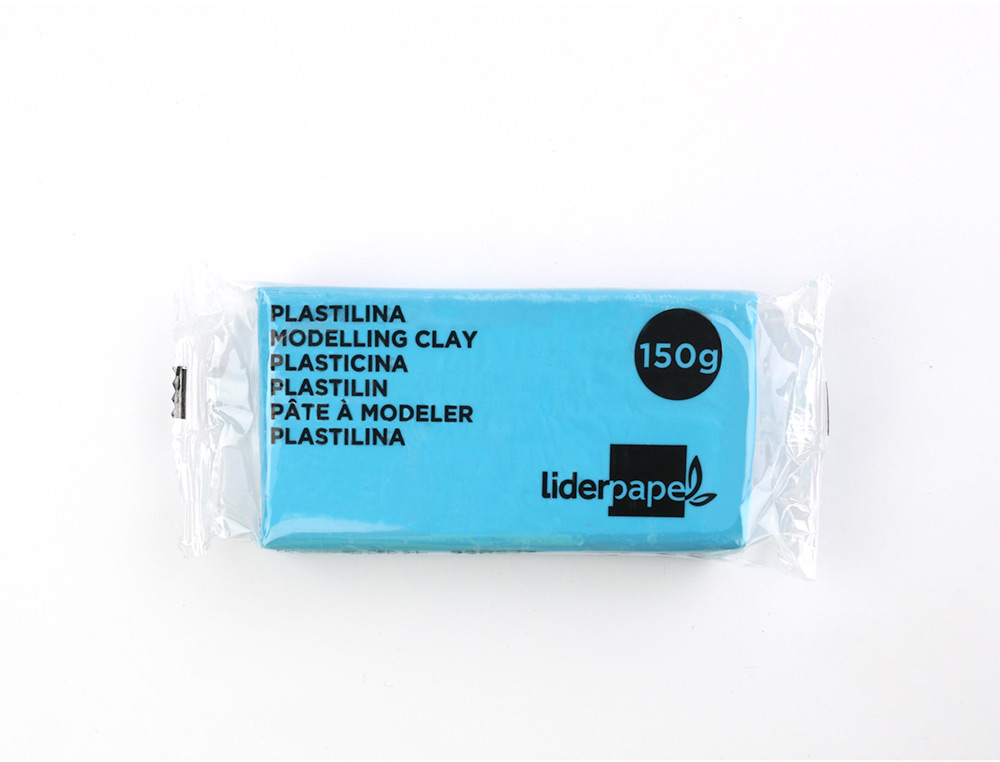 PLASTILINA
MODELLING CLAY
PLASTICINA
PLASTILIN
PÂTE À MODELER
PLASTILINA
150g
liderpapel